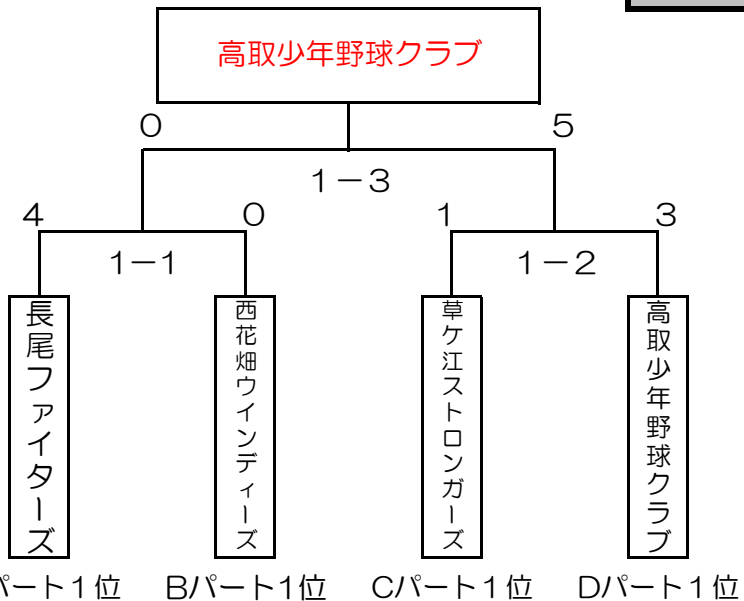 高取少年野球クラブ
0
5
1-3
4
0
1
3
1-1
1-2
長尾ファイターズ
西花畑ウインディーズ
草ケ江ストロンガーズ
高取少年野球クラブ
パート1位
Bパート1位
Cパート1位
Dパート1位